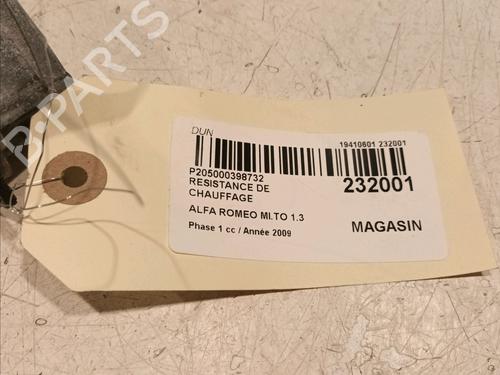 B-PARTS
DUN
19410601 232001
P205000398732
RESISTANCE DE
CHAUFFAGE
232001
ALFA ROMEO MI.TO 1.3
MAGASIN
Phase 1 cc / Année 2009